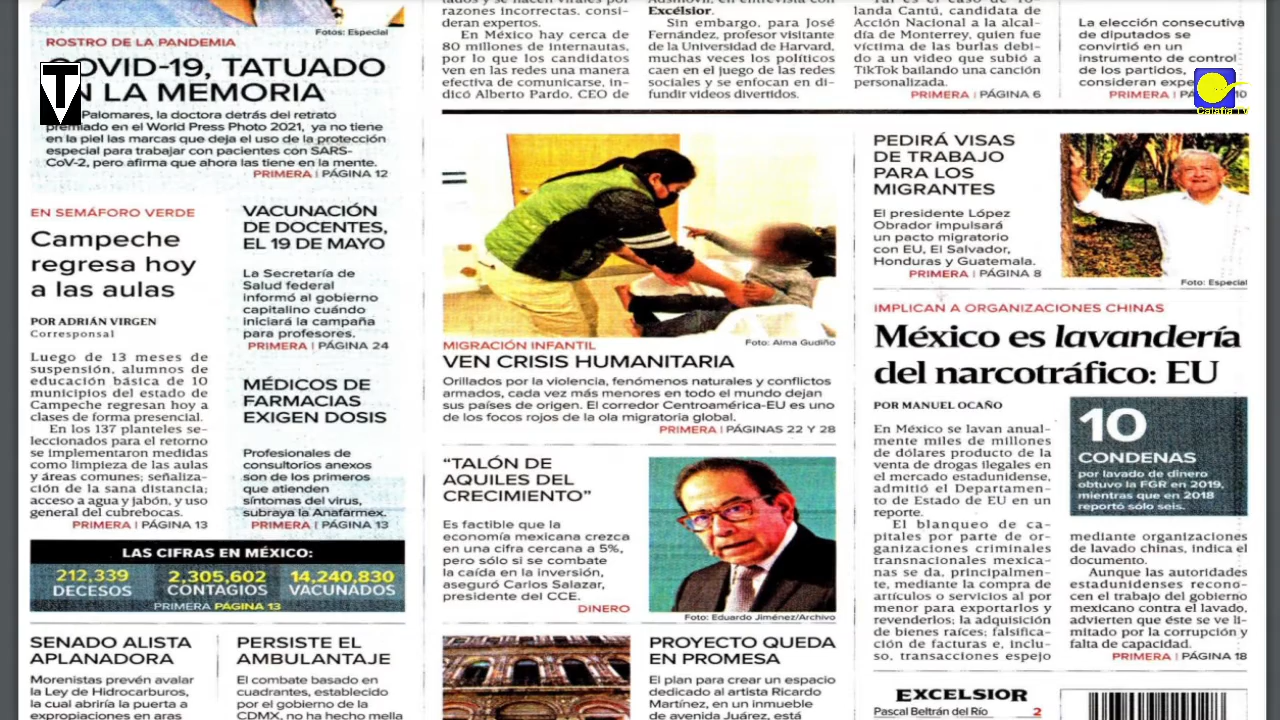 Fotos: Especial
ROSTRO DE LA PANDEMIA
COVID-19, TATUADO
EN LA MEMORIA
Palomares, la doctora detrás del retrato
premiado en el World Press Photo 2021, ya no tiene
en la piel las marcas que deja el uso de la protección
especial para trabajar con pacientes con SARS-
CoV-2, pero afirma que ahora las tiene en la mente.
PRIMERA | PÁGINA 12
EN SEMÁFORO VERDE
Campeche
regresa hoy
a las aulas
POR ADRIÁN VIRGEN
Corresponsal
Luego de 13 meses de
suspensión, alumnos de
educación básica de 10
municipios del estado de
Campeche regresan hoy a
clases de forma presencial.
En los 137 planteles se-
leccionados para el retorno
se implementaron medidas
como limpieza de las aulas
y áreas comunes; señaliza-
ción de la sana distancia;
acceso a agua y jabón, y uso
general del cubrebocas.
PRIMERA | PÁGINA 13
VACUNACIÓN
DE DOCENTES,
EL 19 DE MAYO
La Secretaría de
Salud federal
informó al gobierno
capitalino cuándo
iniciará la campaña
para profesores.
PRIMERA | PÁGINA 24
MÉDICOS DE
FARMACIAS
EXIGEN DOSIS
Profesionales de
consultorios anexos
son de los primeros
que atienden
síntomas del virus,
subraya la Anafarmex.
PRIMERA | PÁGINA 13
LAS CIFRAS EN MÉXICO:
212,339
DECESOS
2,305,602
CONTAGIOS
14,240,830
VACUNADOS
PRIMERA PÁGINA 13
SENADO ALISTA
APLANADORA
Morenistas prevén avalar
la Ley de Hidrocarburos,
la cual abriría la puerta a
expropiaciones en aras
PERSISTE EL
AMBULANTAJE
El combate basado en
cuadrantes, establecido
por el gobierno de la
CDMX, no ha hecho mella
razones incorrectas, consi-
deran expertos.
En México hay cerca de
80 millones de internautas,
por lo que los candidatos
ven en las redes una manera
efectiva de comunicarse, in-
dicó Alberto Pardo, CEO de
Adsmovil, en entrevista con
Excélsior.
Sin embargo, para José
Fernández, profesor visitante
de la Universidad de Harvard,
muchas veces los políticos
caen en el juego de las redes
sociales y se enfocan en di-
fundir videos divertidos.
Tal es el caso de Yo-
landa Cantú, candidata de
Acción Nacional a la alcal-
día de Monterrey, quien fue
víctima de las burlas debi-
do a un video que subió a
TikTok bailando una canción
personalizada.
PRIMERA | PÁGINA 6
La elección consecutiva
de diputados se
convirtió en un
instrumento de control
de los partidos,
consideran expe
PRIMERA | PÁ 10
Calafia TV
MIGRACIÓN INFANTIL
Foto: Alma Gudiño
VEN CRISIS HUMANITARIA
Orillados por la violencia, fenómenos naturales y conflictos
armados, cada vez más menores en todo el mundo dejan
sus países de origen. El corredor Centroamérica-EU es uno
de los focos rojos de la ola migratoria global.
PRIMERA | PÁGINAS 22 Y 28
“TALÓN DE
AQUILES DEL
CRECIMIENTO”
Es factible que la
economía mexicana crezca
en una cifra cercana a 5%,
pero sólo si se combate
la caída en la inversión,
aseguró Carlos Salazar,
presidente del CCE.
DINERO
Foto: Eduardo Jiménez/Archivo
PROYECTO QUEDA
EN PROMESA
El plan para crear un espacio
dedicado al artista Ricardo
Martínez, en un inmueble
de avenida Juárez, está
PEDIRÁ VISAS
DE TRABAJO
PARA LOS
MIGRANTES
El presidente López
Obrador impulsará
un pacto migratorio
con EU, El Salvador,
Honduras y Guatemala.
PRIMERA | PÁGINA 8
Foto: Especial
IMPLICAN A ORGANIZACIONES CHINAS
México es lavandería
del narcotráfico: EU
POR MANUEL OCAÑO
En México se lavan anual-
mente miles de millones
de dólares producto de la
venta de drogas ilegales en
el mercado estadunidense,
admitió el Departamen-
to de Estado de EU en un
reporte.
El blanqueo de ca-
pitales por parte de or-
ganizaciones criminales
transnacionales mexica-
nas se da, principalmen-
te, mediante la compra de
artículos o servicios al por
menor para exportarlos y
revenderlos; la adquisición
de bienes raíces; falsifica-
ción de facturas e, inclu-
so, transacciones espejo
10
CONDENAS
por lavado de dinero
obtuvo la FGR en 2019,
mientras que en 2018
reportó sólo seis.
mediante organizaciones
de lavado chinas, indica el
documento.
Aunque las autoridades
estadunidenses recono-
cen el trabajo del gobierno
mexicano contra el lavado,
advierten que éste se ve li-
mitado por la corrupción y
falta de capacidad.
PRIMERA | PÁGINA 18
EXCELSIOR
Pascal Beltrán del Río 2